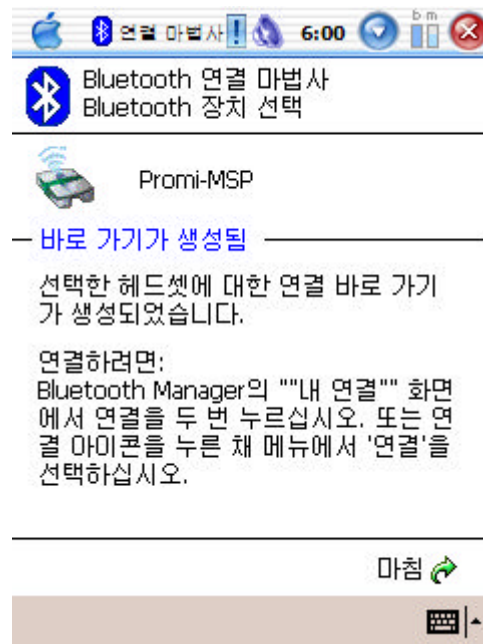 연결 마법사 ! 6:00 b m
Bluetooth 연결 마법사
Bluetooth 장치 선택
Promi-MSP
바로 가기가 생성됨
선택한 헤드셋에 대한 연결 바로 가기
가 생성되었습니다.
연결하려면:
Bluetooth Manager의 ""내 연결"" 화면
에서 연결을 두 번 누르십시오. 또는 연
결 아이콘을 누른 채 메뉴에서 '연결'을
선택하십시오.
마침